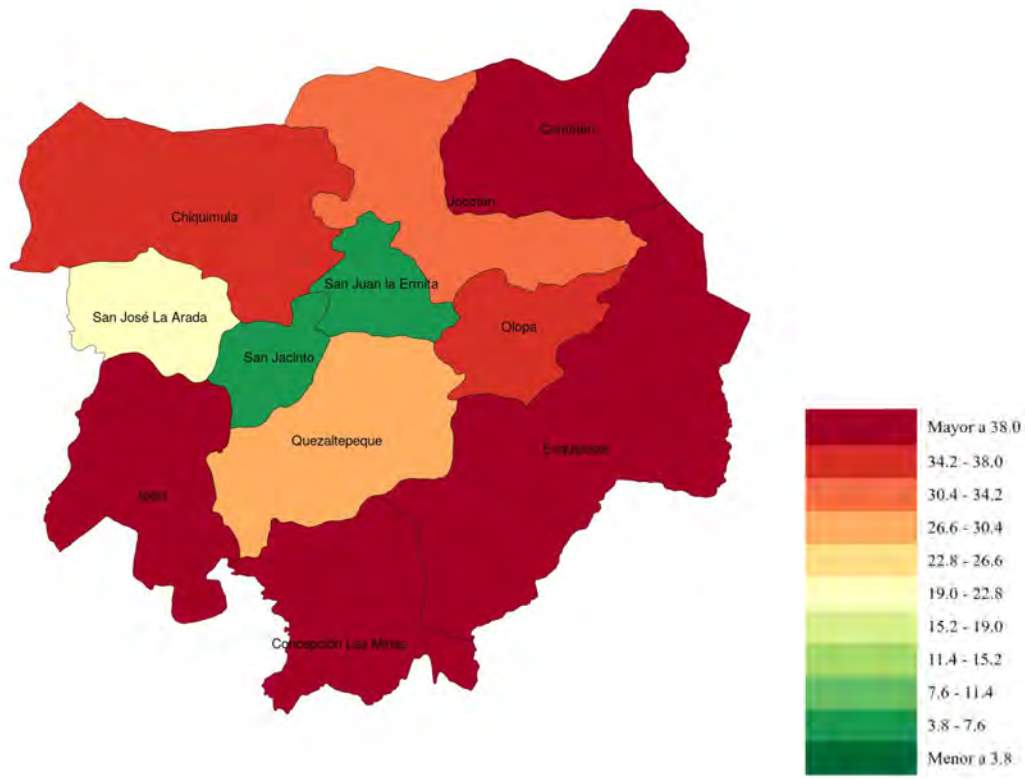 Camotán
Jocotán
Chiquimula
San Juan la Ermita
San José La Arada
Olopa
San Jacinto
Quezaltepeque
Esquipulas
Ipala
Concepción Las Minas
Mayor a 38.0
34.2 - 38.0
30.4 - 34.2
26.6 - 30.4
22.8 - 26.6
19.0 - 22.8
15.2 - 19.0
11.4 - 15.2
7.6 - 11.4
3.8 - 7.6
Menor a 3.8